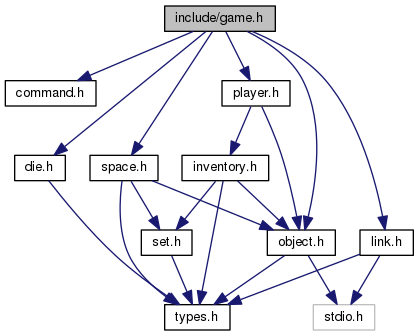 include/game.h
command.h
player.h
die.h
space.h
inventory.h
set.h
object.h
link.h
types.h
stdio.h